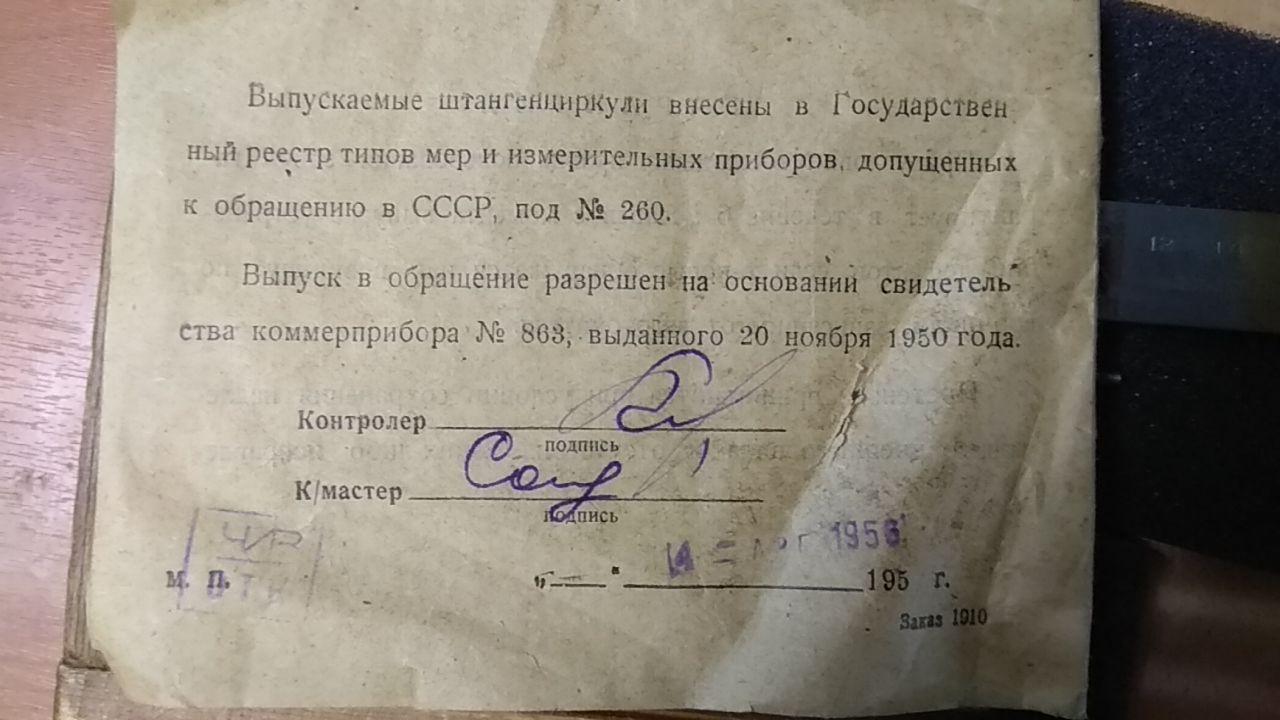 Выпускаемые штангенциркули внесены в Государствен
ный реестр типов мер и измерительных приборов, допущенных
к обращению в СССР, под № 260.
Выпуск в обращение разрешен на основании свидетель
ства коммерприбора № 863, выданного 20 ноября 1950 года.
Контролер
подпись
К/мастер
подпись
1956
М. П.
„ “ 195 г.
Заказ 1910